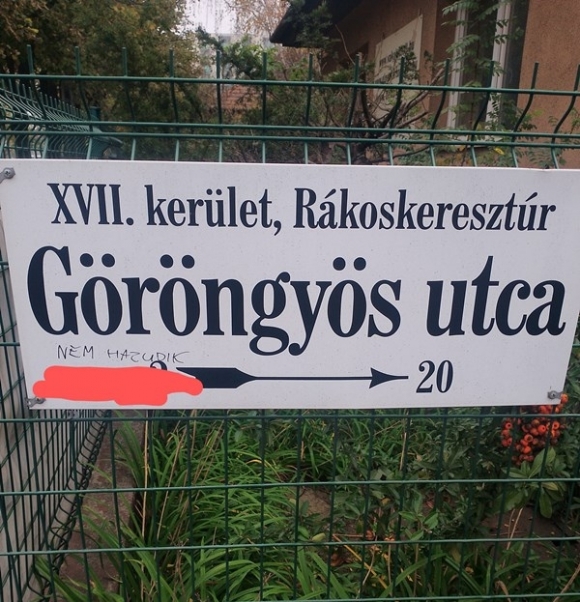 XVII. kerület, Rákoskeresztúr
Göröngyös utca
NEM HAZUDIK
20